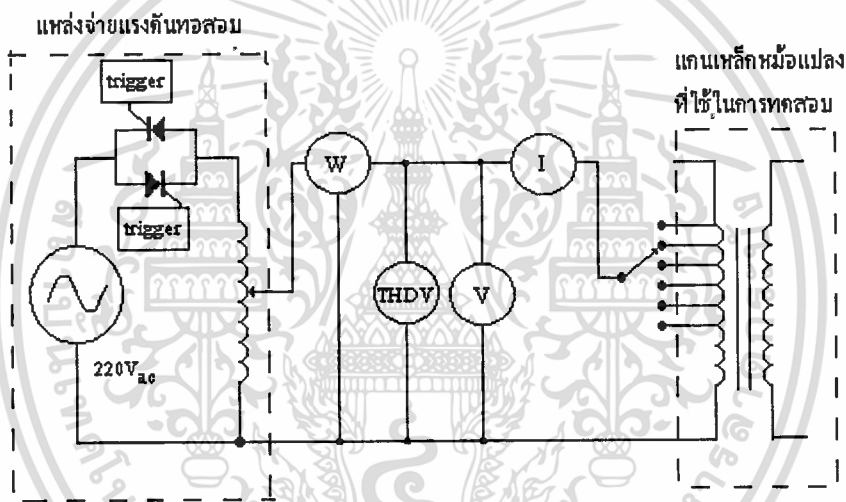 แหล่งจ่ายแรงดันทอสอบ
trigger
trigger
220Vac
W
THDV
V
I
แกนเหล็กหม้อแปลง
ที่ใช้ในการทดสอบ